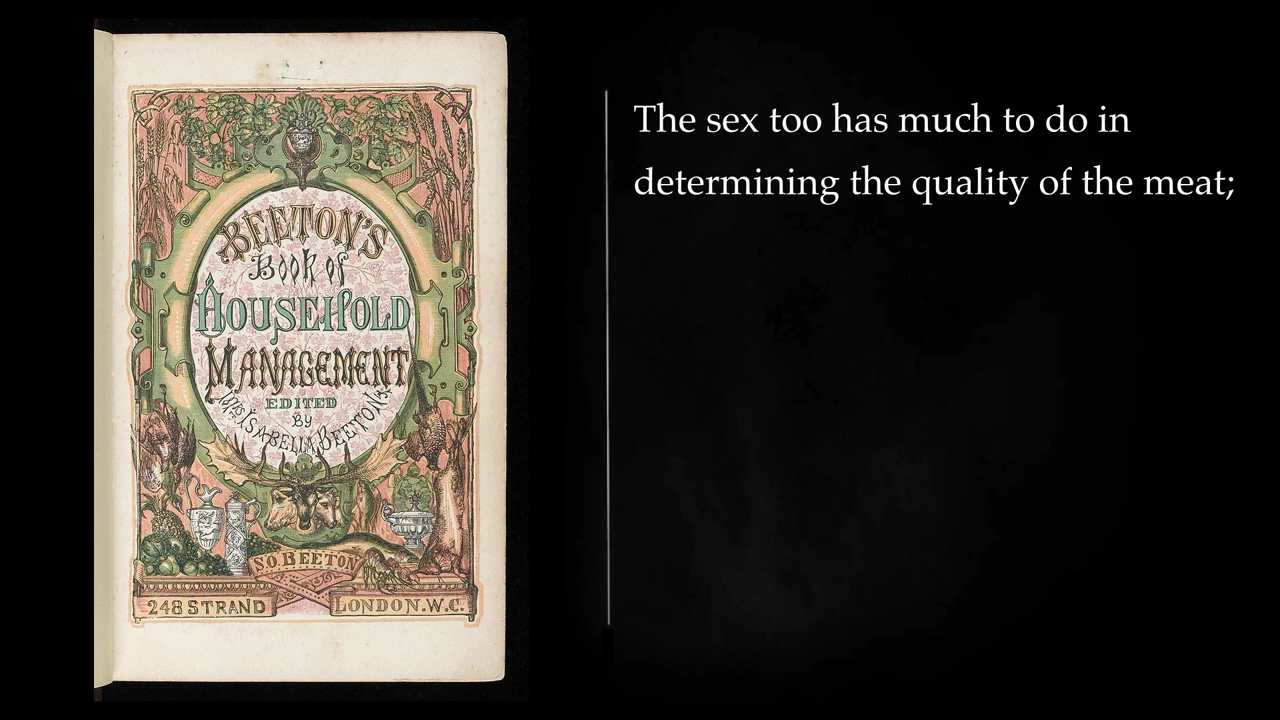 BEETON'S
Book of
HOUSEHOLD
MANAGEMENT
EDITED
By
MRS ISABELLA BEETON
S.O. BEETON
248 STRAND
LONDON. W.C.
The sex too has much to do in
determining the quality of the meat;